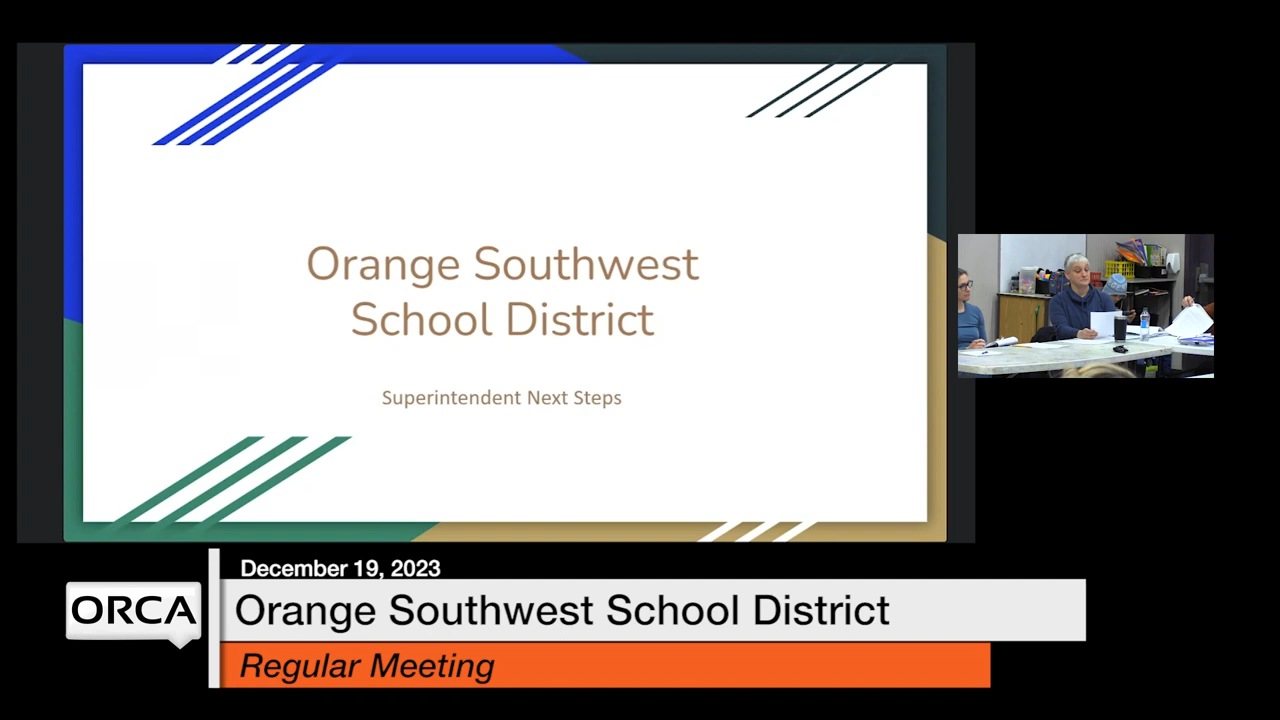 Orange Southwest
School District
Superintendent Next Steps
December 19, 2023
ORCA
Orange Southwest School District
Regular Meeting